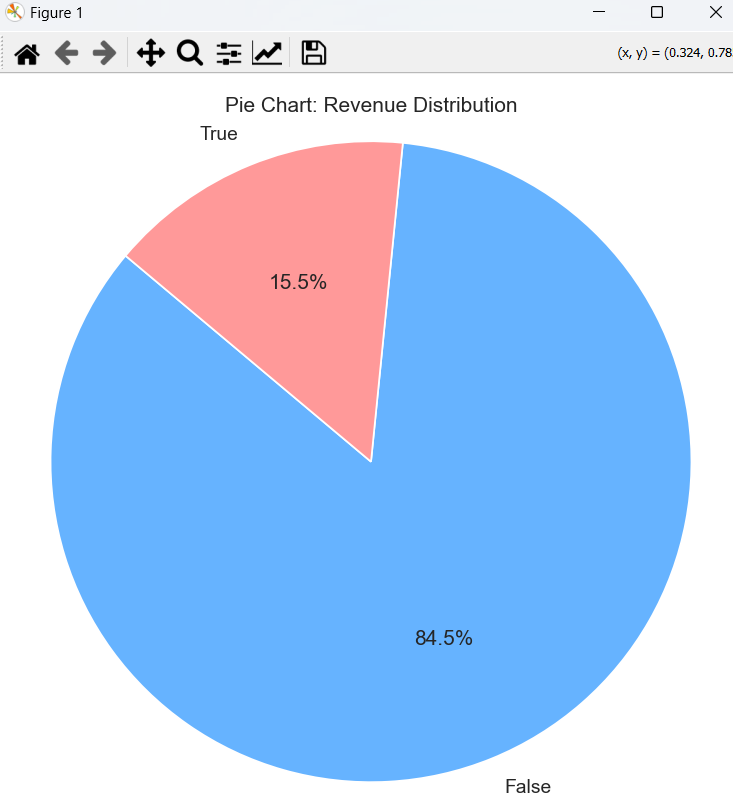 Figure 1
(x, y) = (0.324, 0.78
Pie Chart: Revenue Distribution
True
15.5%
84.5%
False